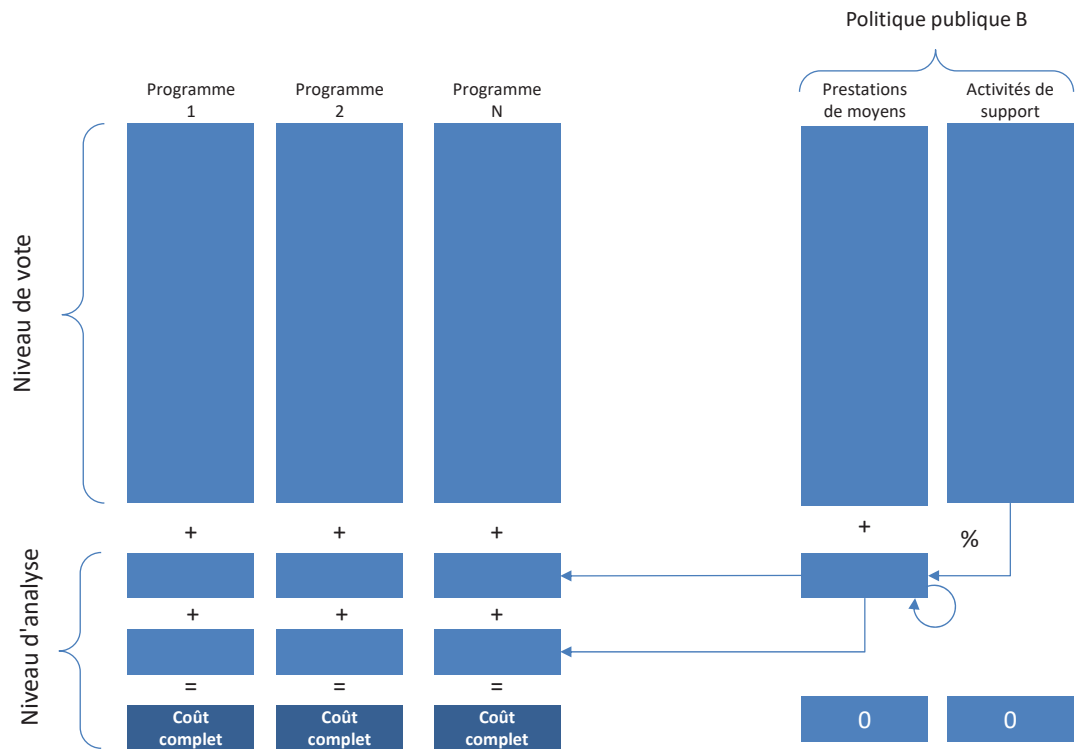 Politique publique B
Programme
1
Programme
2
Programme
N
Prestations
de moyens
Activités de
support
Niveau de vote
+
+
+
+
%
Niveau d'analyse
+
+
+
=
=
=
Coût
complet
Coût
complet
Coût
complet
0
0